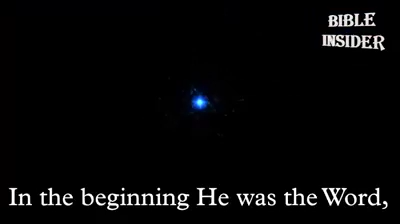 BIBLE
INSIDER
In the beginning He was the Word,